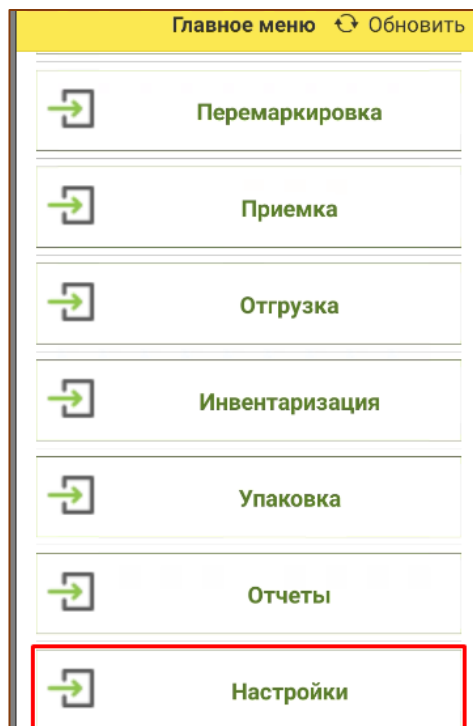 Главное меню Обновить
Перемаркировка
Приемка
Отгрузка
Инвентаризация
Упаковка
Отчеты
Настройки